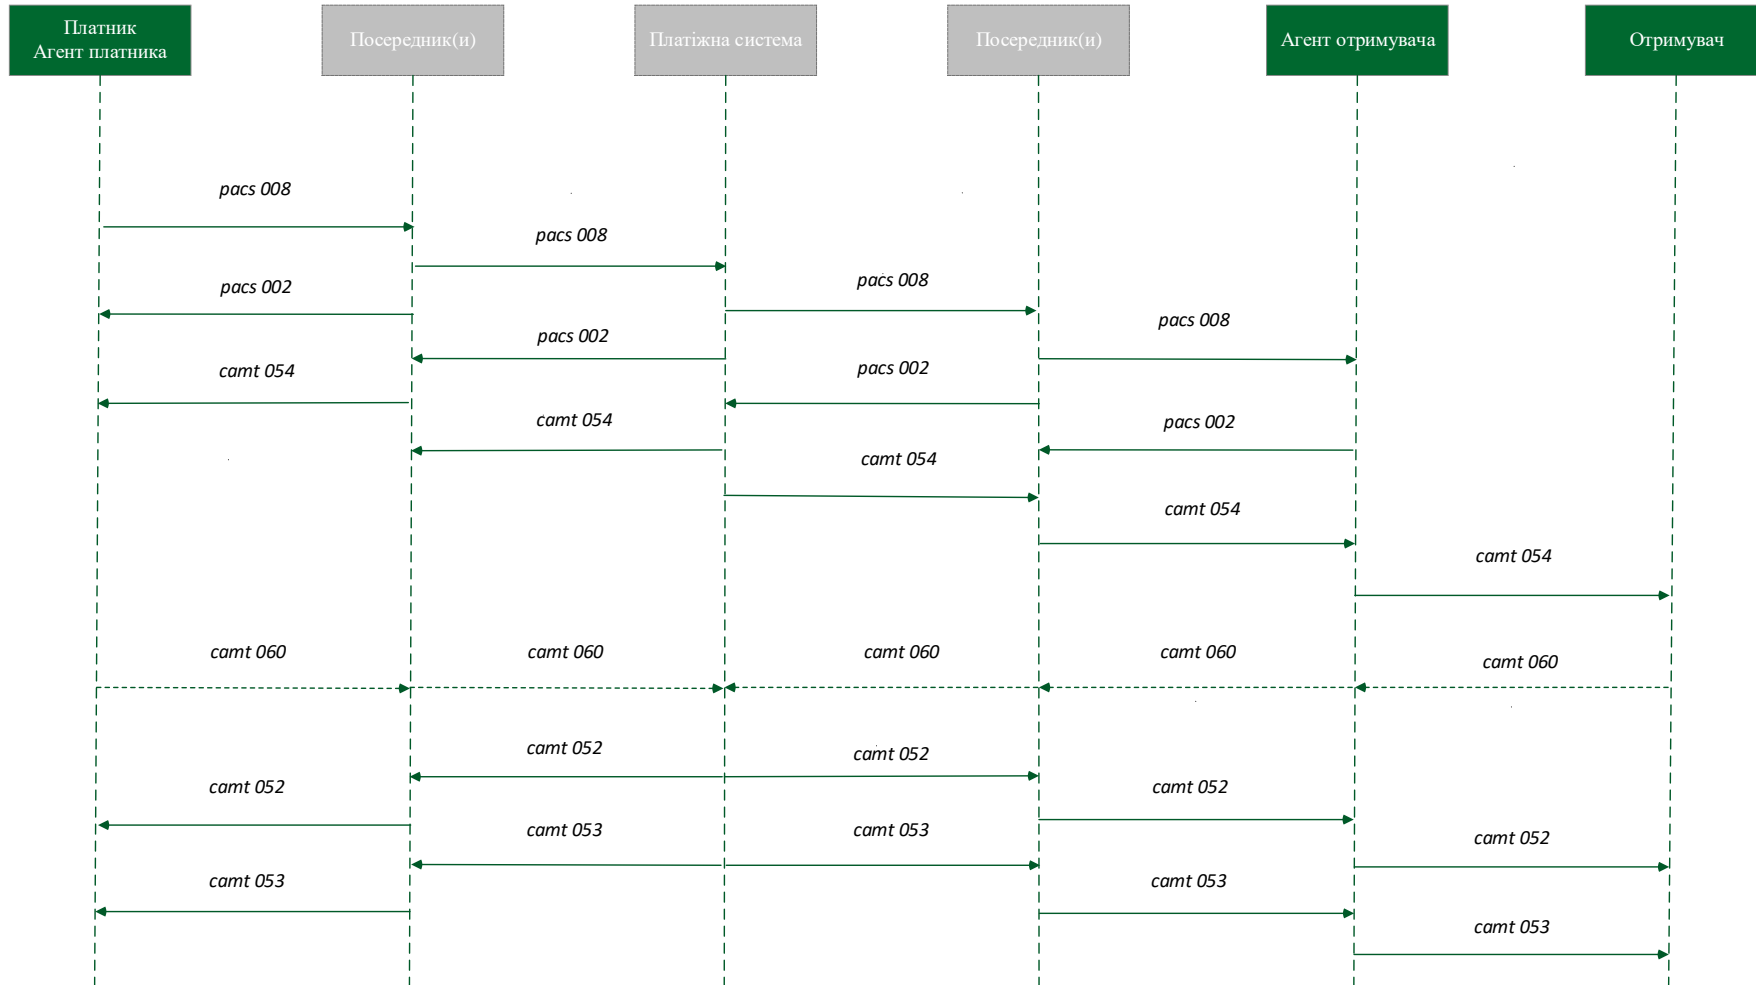 Платник
Агент платника
Посередник(и)
Платіжна система
Посередник(и)
Агент отримувача
Отримувач
pacs 008
pacs 008
pacs 008
pacs 002
pacs 008
pacs 002
pacs 002
camt 054
camt 054
pacs 002
camt 054
camt 054
camt 054
camt 060
camt 060
camt 060
camt 060
camt 060
camt 052
camt 052
camt 052
camt 052
camt 053
camt 053
camt 052
camt 053
camt 053
camt 053